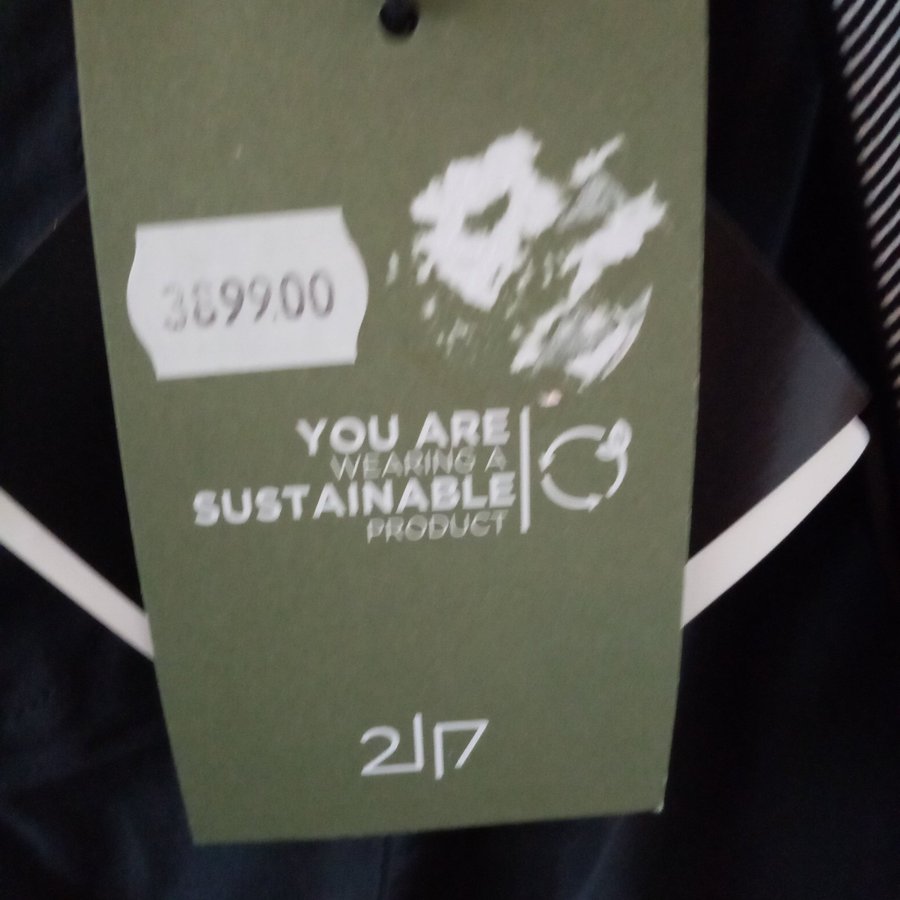 3899.00
YOU ARE
WEARING A
SUSTAINABLE
PRODUCT
2117